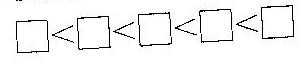 □ < □ < □ < □ < □